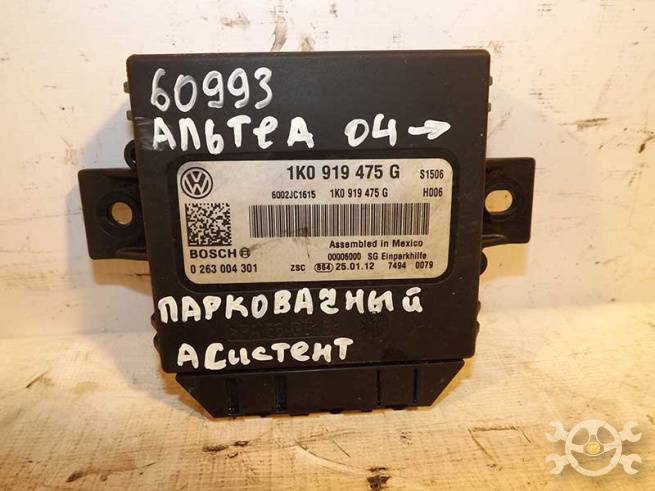 60993
АЛЬТЕА 04→
1K0 919 475 G S1506
6002JC1615 1K0 919 475 G H006
BOSCH
Assembled in Mexico
00006000 SG Einparkhilfe
0 263 004 301 ZSC 884 25.01.12 7494 0079
ПАРКОВАЧНЫЙ
АСИСТЕНТ